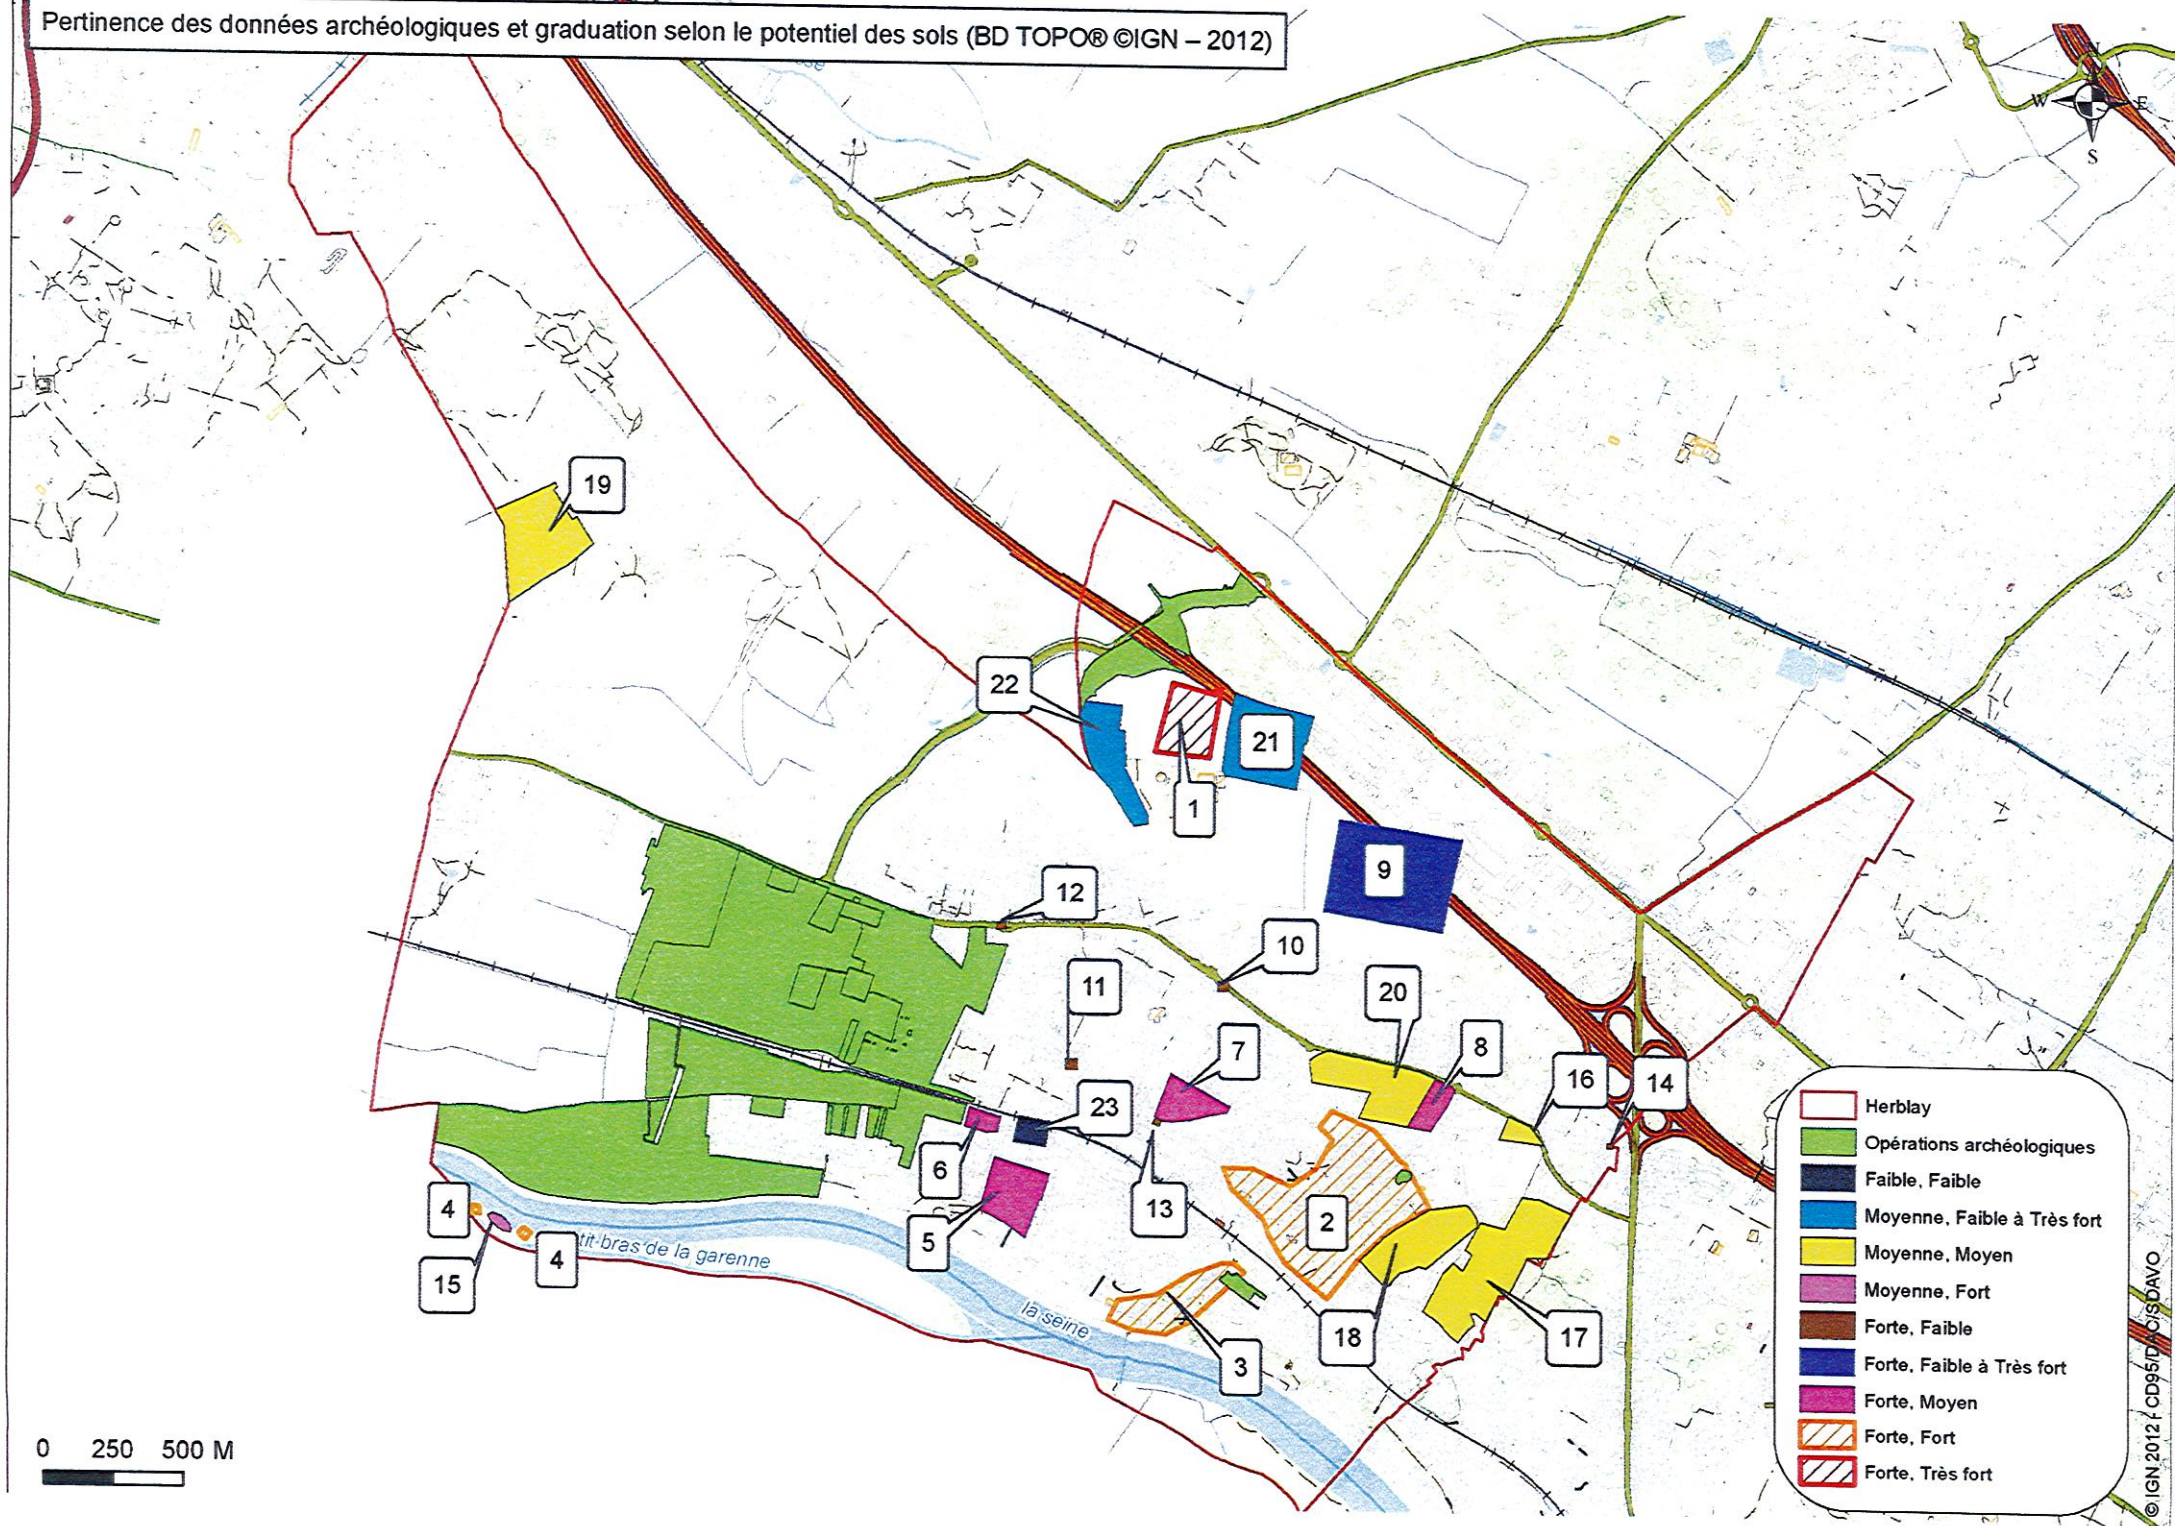 Pertinence des données archéologiques et graduation selon le potentiel des sols (BD TOPO® ©IGN – 2012)
N
W
E
S
19
22
21
1
9
12
10
11
20
8
7
16
14
23
6
13
4
2
5
4
15
tit-bras de la garenne
la seine
18
17
3
Herblay
Opérations archéologiques
Faible, Faible
Moyenne, Faible à Très fort
Moyenne, Moyen
Moyenne, Fort
Forte, Faible
Forte, Faible à Très fort
Forte, Moyen
Forte, Fort
Forte, Très fort
0 250 500 M
© IGN 2012 / CD95/DAC/SDAVO